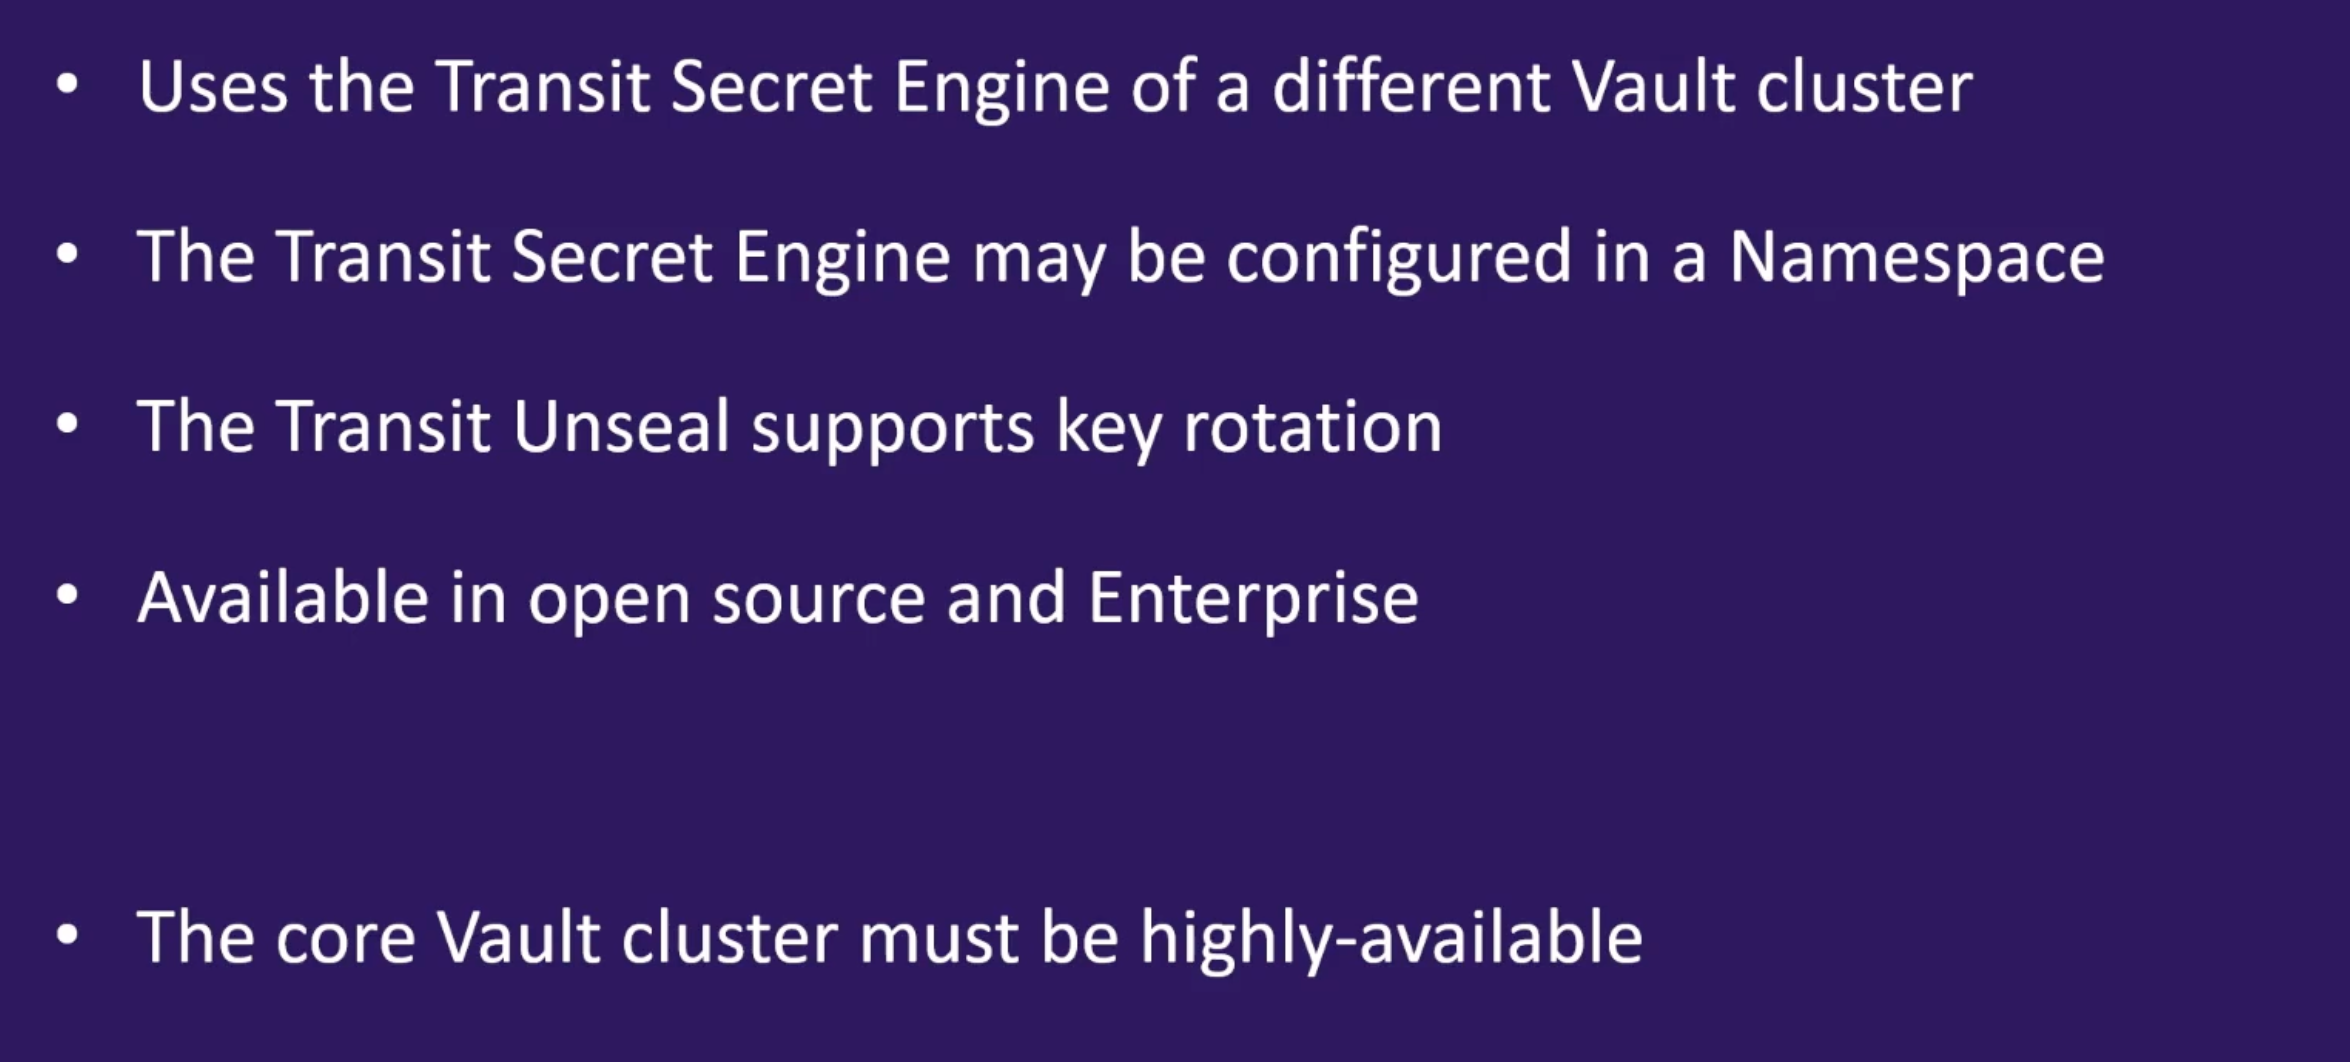 • Uses the Transit Secret Engine of a different Vault cluster
• The Transit Secret Engine may be configured in a Namespace
• The Transit Unseal supports key rotation
• Available in open source and Enterprise
• The core Vault cluster must be highly-available